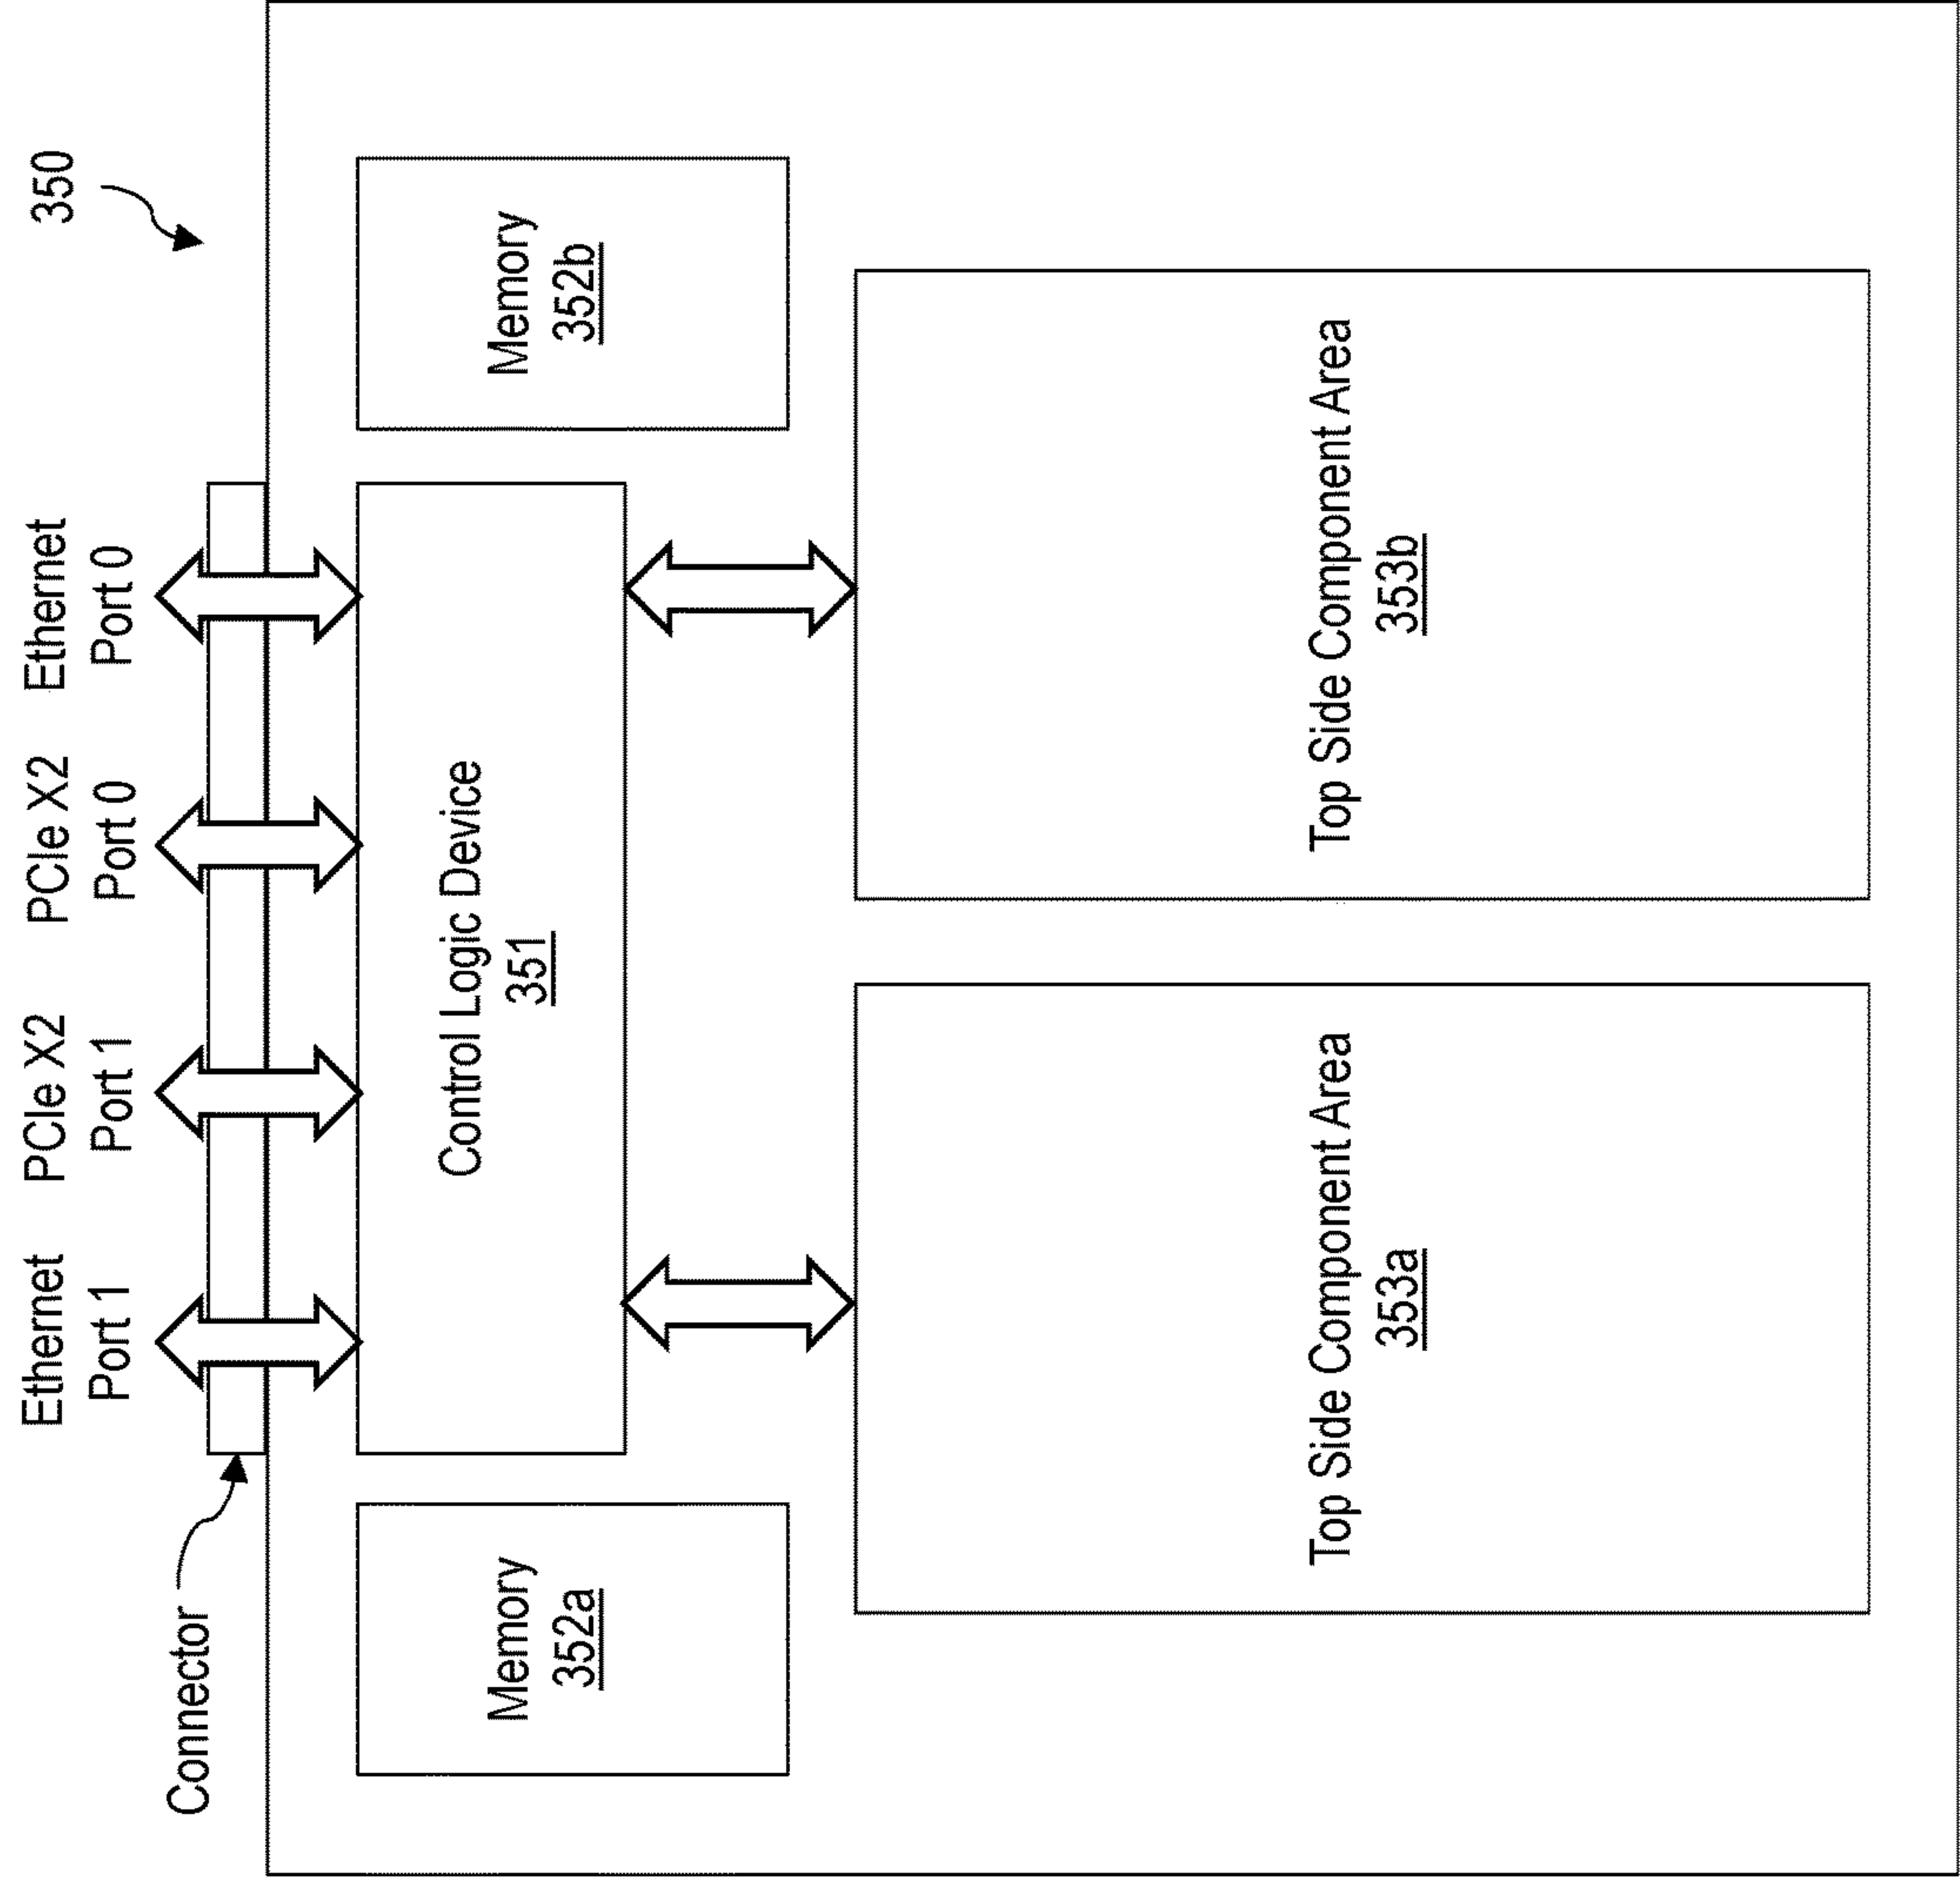 350
Ethernet
Port 1
PCIe X2
Port 1
PCIe X2
Port 0
Ethernet
Port 0
Connector
Memory
352a
Control Logic Device
351
Memory
352b
Top Side Component Area
353a
Top Side Component Area
353b